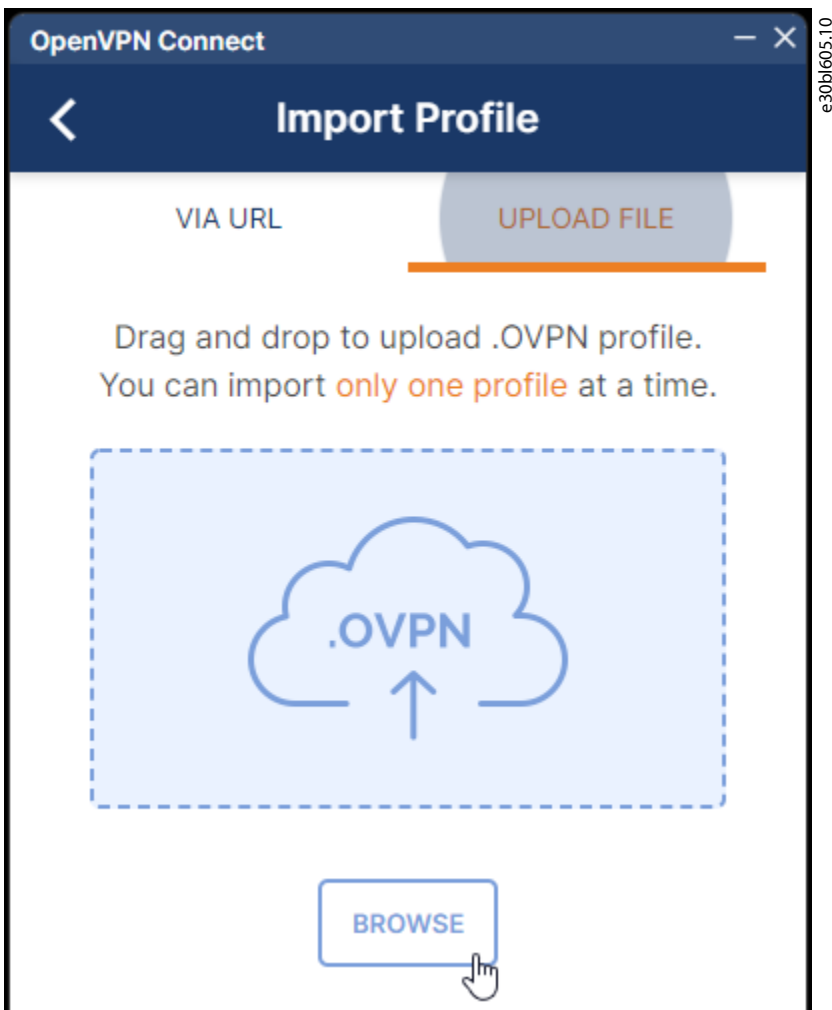 OpenVPN Connect
Import Profile
VIA URL
UPLOAD FILE
Drag and drop to upload .OVPN profile.
You can import only one profile at a time.
.OVPN
BROWSE
e30bl605.10